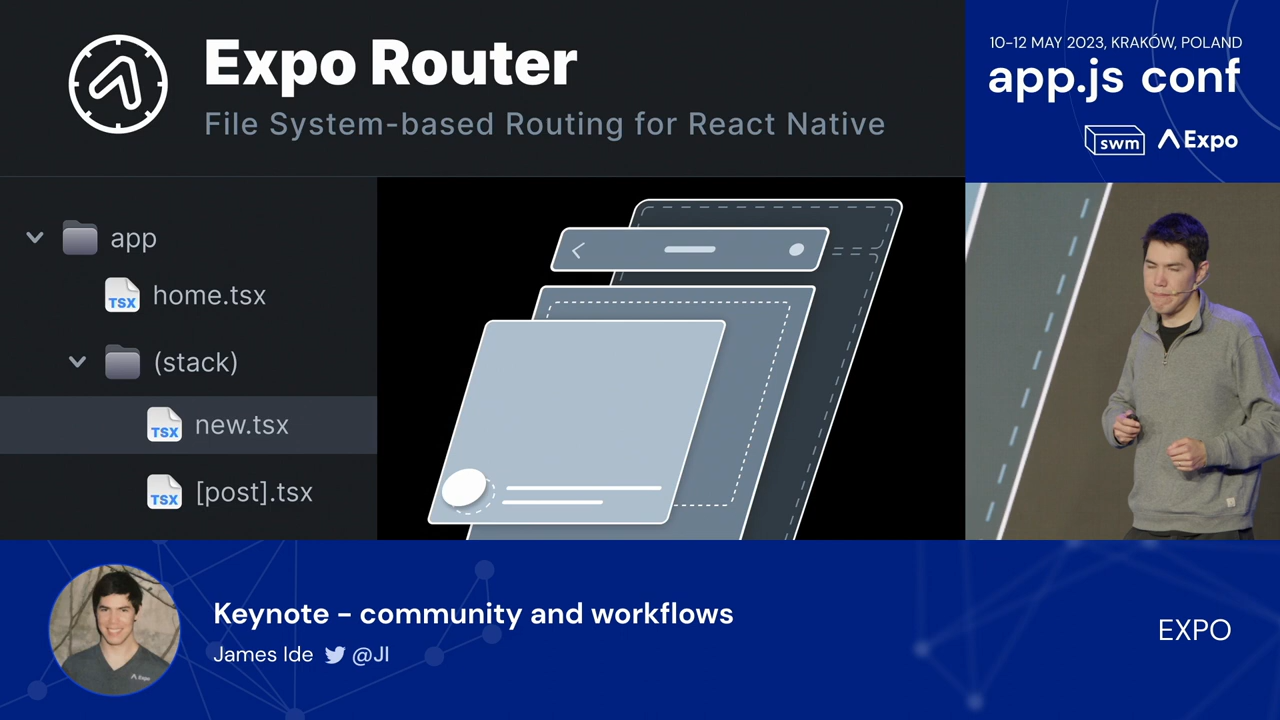 Expo Router
File System-based Routing for React Native
app
TSX home.tsx
(stack)
TSX new.tsx
TSX [post].tsx
10-12 MAY 2023, KRAKÓW, POLAND
app.js conf
swm Expo
Keynote - community and workflows
James Ide @JI
EXPO
Expo